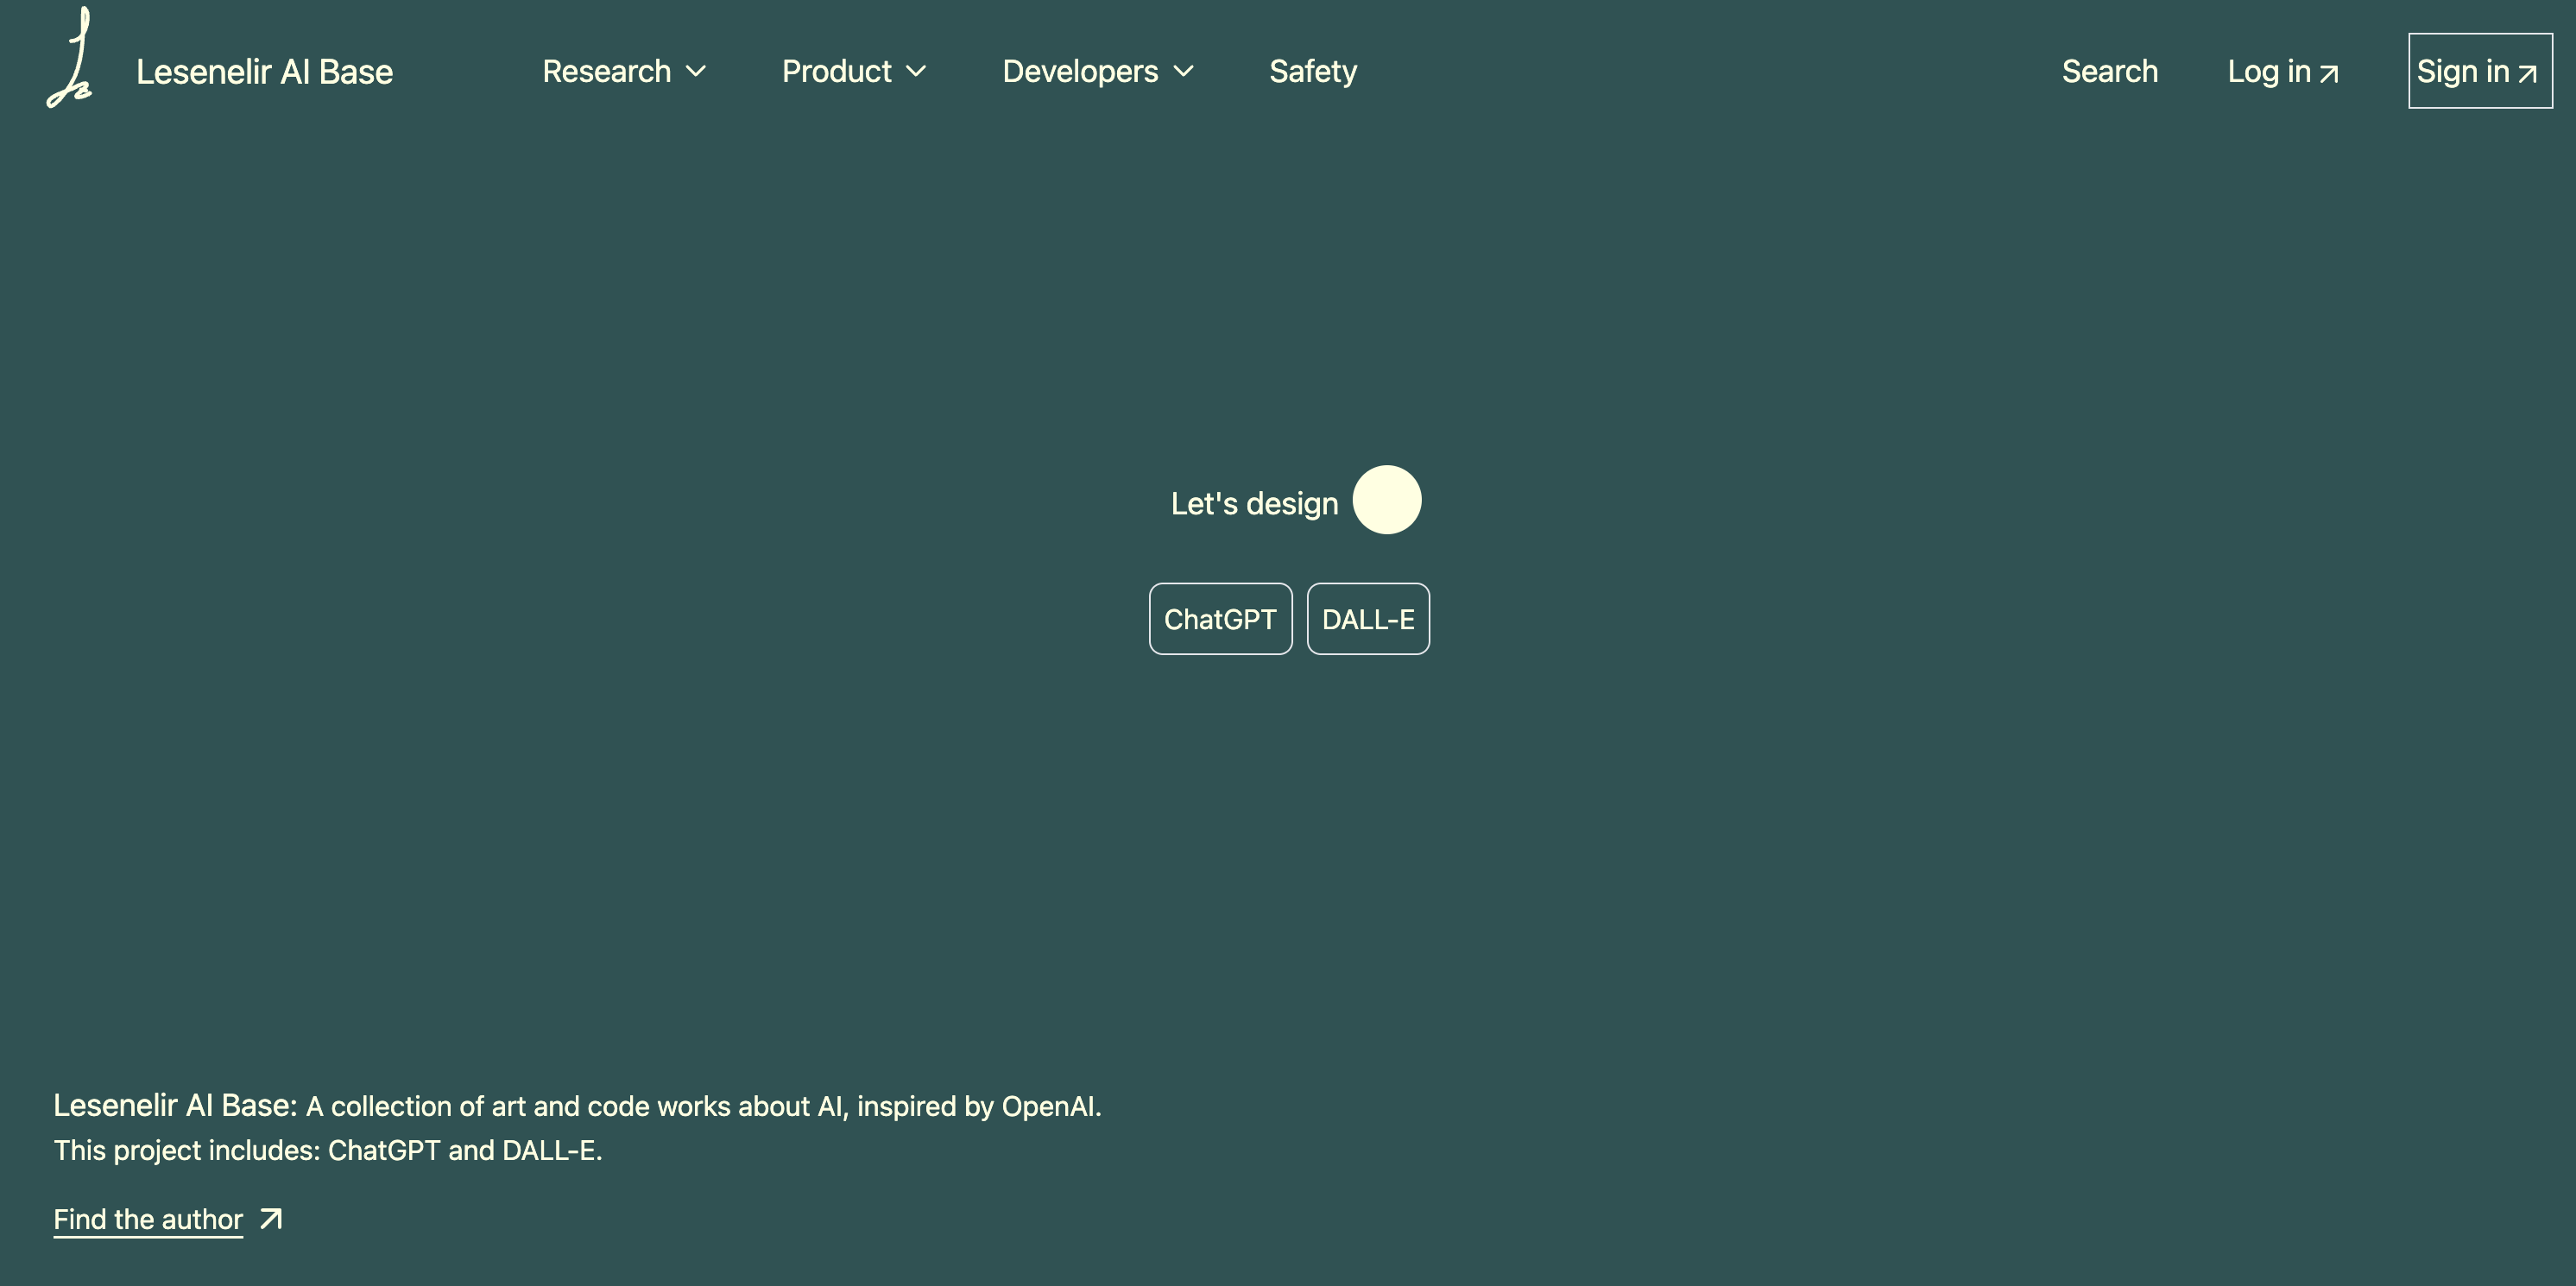 Lesenelir AI Base
Research
Product
Developers
Safety
Search
Log in
Sign in
Let's design
ChatGPT
DALL-E
Lesenelir AI Base: A collection of art and code works about AI, inspired by OpenAI.
This project includes: ChatGPT and DALL-E.
Find the author